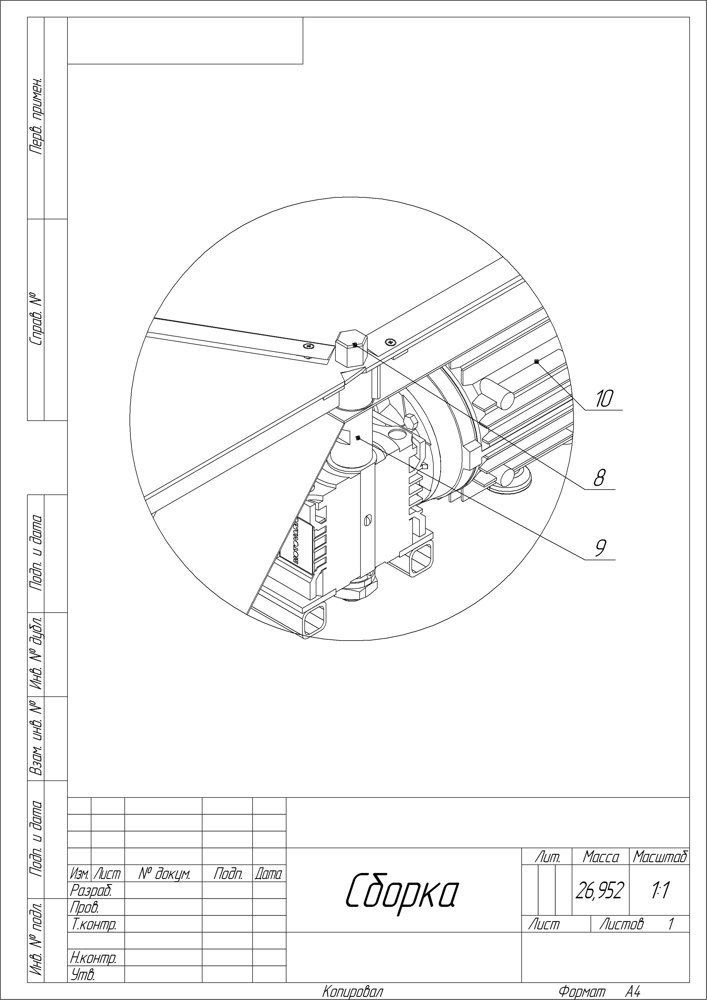 Перв. примен.
Справ. №
Подп. и дата
Инв. № дубл.
Взам. инв. №
Подп. и дата
Инв. № подл.
10
8
9
Изм. Лист № докум. Подп. Дата
Разраб.
Пров.
Т.контр.
Н.контр.
Утв.
Сборка
Лит. Масса Масштаб
26,952 1:1
Лист Листов 1
Копировал Формат А4